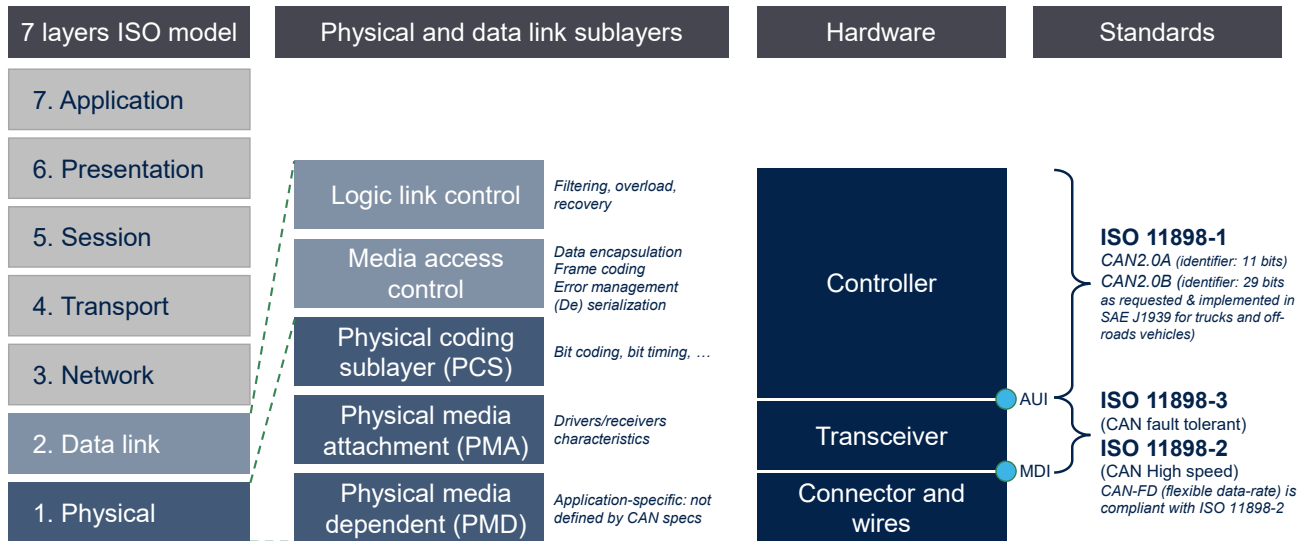 7 layers ISO model
Physical and data link sublayers
Hardware
Standards
7. Application
6. Presentation
5. Session
4. Transport
3. Network
2. Data link
1. Physical
Logic link control
Filtering, overload,
recovery
Media access
control
Data encapsulation
Frame coding
Error management
(De) serialization
Physical coding
sublayer (PCS)
Bit coding, bit timing, …
Physical media
attachment (PMA)
Drivers/receivers
characteristics
Physical media
dependent (PMD)
Application-specific: not
defined by CAN specs
Controller
AUI
Transceiver
MDI
Connector and
wires
ISO 11898-1
CAN2.0A (identifier: 11 bits)
CAN2.0B (identifier: 29 bits
as requested & implemented in
SAE J1939 for trucks and off-
roads vehicles)
ISO 11898-3
(CAN fault tolerant)
ISO 11898-2
(CAN High speed)
CAN-FD (flexible data-rate) is
compliant with ISO 11898-2